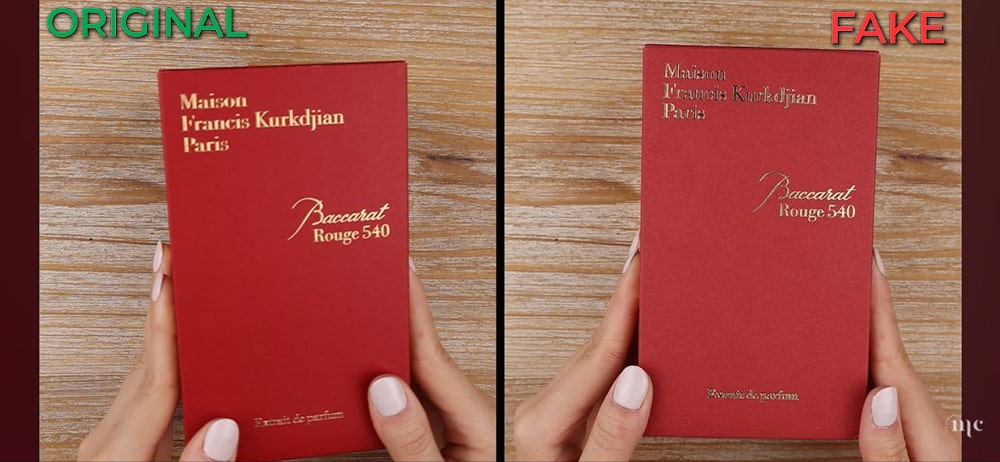 ORIGINAL
Maison
Francis Kurkdjian
Paris
Baccarat
Rouge 540
Extrait de parfum
FAKE
Maison
Francis Kurkdjian
Paris
Baccarat
Rouge 540
Extrait de parfum
mc